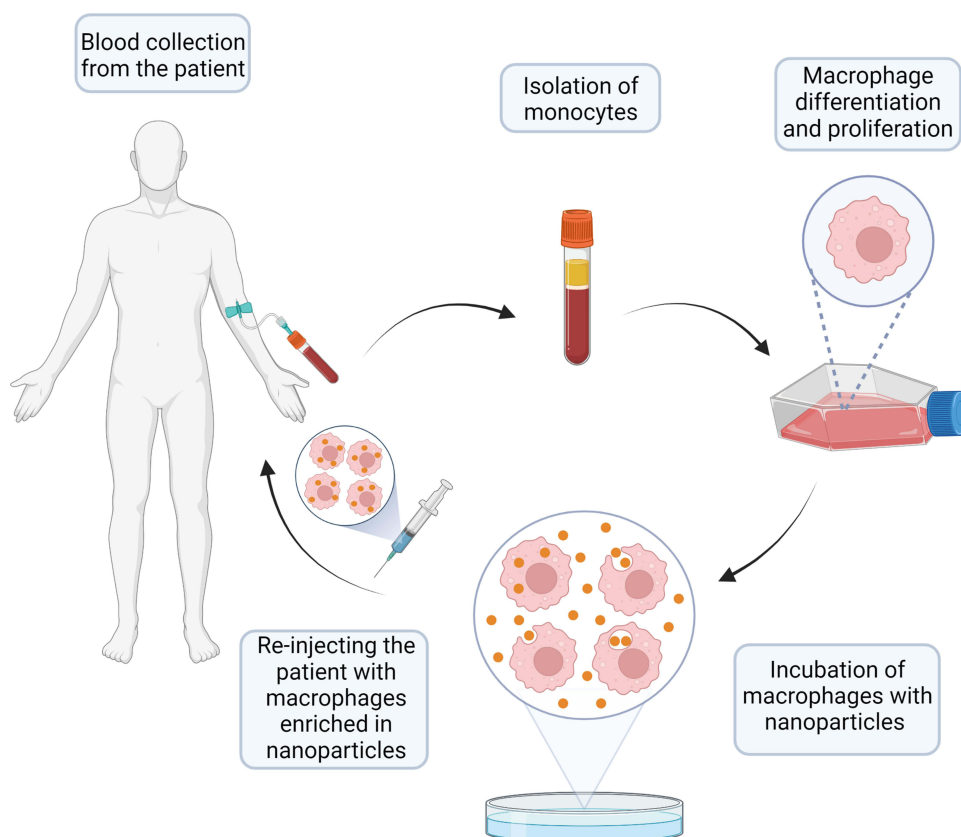 Blood collection
from the patient
Isolation of
monocytes
Macrophage
differentiation
and proliferation
Incubation of
macrophages with
nanoparticles
Re-injecting the
patient with
macrophages
enriched in
nanoparticles